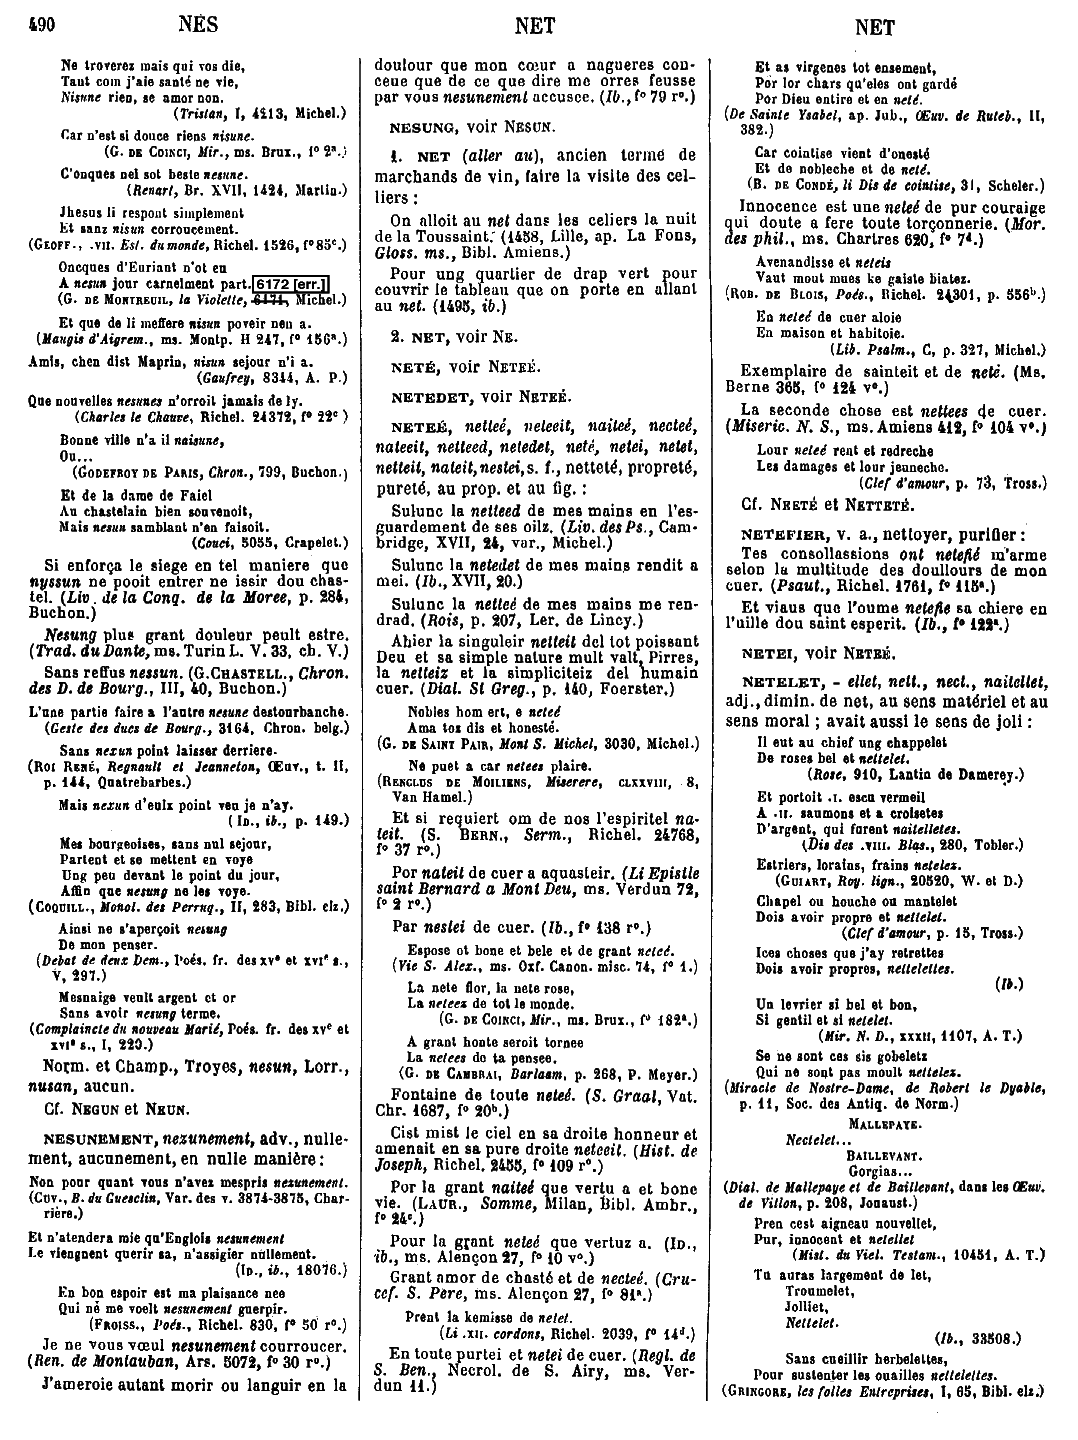 490 NÉS NET NET
Ne troverez mais qui vos die,
Tant com j'aie santé ne vie,
Nisune rien, se amor non.
(Tristan, I, 4213, Michel.)
Car n'est si douce riens nisune.
(G. DE COINCI, Mir., ms. Brux., f° 2ᵃ.)
C'onques nel sot beste nesune.
(Renart, Br. XVII, 1424, Martin.)
Jhesus li respont simplement
Et sanz nisun corroucement.
(GEOFF., .VII. Est. du monde, Richel. 1526, f° 85ᶜ.)
Oncques d'Euriant n'ot en
A nesun jour carnelment part. 6172 [err.]
(G. DE MONTREUIL, la Violette, 6171, Michel.)
Et que de li meffere nisun poveir neu a.
(Maugis d'Aigrem., ms. Montp. H 247, f° 156ᵃ.)
Amis, chen dist Maprin, nisun sejour n'i a.
(Gaufrey, 8344, A. P.)
Que nouvelles nesunes n'orroit jamais de ly.
(Charles le Chauve, Richel. 24372, f° 22ᶜ)
Bonne ville n'a il naisune,
Ou...
(GODEFROY DE PARIS, Chron., 799, Buchon.)
Et de la dame de Faiel
Au chastelain bien souvenoit,
Mais nesun samblant n'en faisoit.
(Couci, 5055, Crapelet.)
Si enforça le siege en tel maniere que
nyssun ne pooit entrer ne issir dou chas-
tel. (Liv. de la Conq. de la Moree, p. 284,
Buchon.)
Nesung plus grant douleur peult estre.
(Trad. du Dante, ms. Turin L. V. 33, ch. V.)
Sans reffus nessun. (G. CHASTELL., Chron.
des D. de Bourg., III, 40, Buchon.)
L'une partie faire a l'autre nesune destourbanche.
(Geste des ducs de Bourg., 3164, Chron. belg.)
Sans nezun point laisser derriere.
(ROI RENÉ, Regnault et Jeanneton, Œuv., t. II,
p. 144, Quatrebarbes.)
Mais nezun d'eulx point veu je n'ay.
(ID., ib., p. 149.)
Mes bourgeoises, sans nul sejour,
Partent et se mettent en voye
Ung peu devant le point du jour,
Affin que nesung ne les voye.
(COQUILL., Monol. des Perruq., II, 283, Bibl. elz.)
Ainsi ne s'aperçoit nesung
De mon penser.
(Debat de deux Dem., Poés. fr. des XVᵉ et XVIᵉ s.,
V, 297.)
Mesnaige veult argent et or
Sans avoir nesung terme.
(Complaincte du nouveau Marié, Poés. fr. des XVᵉ et
XVIᵉ s., I, 220.)
Norm. et Champ., Troyes, nesun, Lorr.,
nusan, aucun.
Cf. NEGUN et NEUN.
NESUNEMENT, nezunement, adv., nulle-
ment, aucunement, en nulle manière :
Non pour quant vous n'avez mespris nezunement.
(CUV., B. du Guesclin, Var. des v. 3874-3875, Char-
rière.)
Et n'atendera mie qu'Englois nesunement
Le viengnent querir sa, n'assigier nullement.
(ID., ib., 18076.)
En bon espoir est ma plaisance nee
Qui né me voelt nesunement guerpir.
(FROISS., Poés., Richel. 830, f° 50 r°.)
Je ne vous vœul nesunement courroucer.
(Ren. de Montauban, Ars. 5072, f° 30 r°.)
J'ameroie autant morir ou languir en la
doulour que mon cœur a nagueres con-
ceue que de ce que dire me orres feusse
par vous nesunement accusce. (Ib., f° 79 r°.)
NESUNG, voir NESUN.
1. NET (aller au), ancien terme de
marchands de vin, faire la visite des cel-
liers :
On alloit au net dans les celiers la nuit
de la Toussaint. (1458, Lille, ap. La Fons,
Gloss. ms., Bibl. Amiens.)
Pour ung quartier de drap vert pour
couvrir le tableau que on porte en allant
au net. (1495, ib.)
2. NET, voir NE.
NETÉ, voir NETEÉ.
NETEDET, voir NETEÉ.
NETEÉ, netleé, neleeit, naiteé, necteé,
nateeit, netteed, netedet, neté, netei, netet,
netteit, nateit, nestei, s. f., netteté, propreté,
pureté, au prop. et au fig. :
Sulunc la netteed de mes mains en l'es-
guardement de ses oilz. (Liv. des Ps., Cam-
bridge, XVII, 24, var., Michel.)
Sulunc la netedet de mes mains rendit a
mei. (Ib., XVII, 20.)
Sulunc la netteé de mes mains me ren-
drad. (Rois, p. 207, Ler. de Lincy.)
Ahier la singuleir netteit del tot poissant
Deu et sa simple nature mult valt, Pirres,
la netteiz et la simpliciteiz del humain
cuer. (Dial. St Greg., p. 140, Foerster.)
Nobles hom ert, e neteé
Ama toz dis et honesté.
(G. DE SAINT PAIR, Mont S. Michel, 3030, Michel.)
Ne puet a car netees plaire.
(RENCLUS DE MOILIENS, Miserere, CLXXVIII, 8,
Van Hamel.)
Et si requiert om de nos l'espiritel na-
teit. (S. BERN., Serm., Richel. 24768,
f° 37 r°.)
Por nateit de cuer a aquasteir. (Li Epistle
saint Bernard a Mont Deu, ms. Verdun 72,
f° 2 r°.)
Par nestei de cuer. (Ib., f° 138 r°.)
Espose ot bone et bele et de grant neteé.
(Vie S. Alex., ms. Oxf. Canon. misc. 74, f° 1.)
La nete flor, la nete rose,
La neteez de tot le monde.
(G. DE COINCI, Mir., ms. Brux., f° 182ᵃ.)
A grant honte seroit tornee
La netees de ta pensee.
(G. DE CAMBRAI, Barlaam, p. 268, P. Meyer.)
Fontaine de toute neteé. (S. Graal, Vat.
Chr. 1687, f° 20ᵇ.)
Cist mist le ciel en sa droite honneur et
amenait en sa pure droite neteeit. (Hist. de
Joseph, Richel. 2455, f° 109 r°.)
Por la grant naiteé que vertu a et bone
vie. (LAUR., Somme, Milan, Bibl. Ambr.,
f° 24ᶜ.)
Pour la grant neteé que vertuz a. (ID.,
ib., ms. Alençon 27, f° 10 v°.)
Grant amor de chasté et de necteé. (Cru-
cef. S. Pere, ms. Alençon 27, f° 81ᵃ.)
Prent la kemisse de netet.
(Li .XII. cordons, Richel. 2039, f° 14ᵈ.)
En toute purtei et netei de cuer. (Regl. de
S. Ben., Necrol. de S. Airy, ms. Ver-
dun 11.)
Et as virgenes tot ensement,
Por lor chars qu'eles ont gardé
Por Dieu entire et en neté.
(De Sainte Ysabel, ap. Jub., Œuv. de Ruteb., II,
382.)
Car cointise vient d'onesté
Et de nobleche et de neté.
(B. DE CONDÉ, li Dis de cointise, 31, Scheler.)
Innocence est une neteé de pur couraige
qui doute a fere toute torçonnerie. (Mor.
des phil., ms. Chartres 620, f° 7ᵈ.)
Avenandisse et neteis
Vaut mout mues ke gaisle biatez.
(ROB. DE BLOIS, Poés., Richel. 24301, p. 556ᵇ.)
En neteé de cuer aloie
En maison et habitoie.
(Lib. Psalm., C, p. 327, Michel.)
Exemplaire de sainteit et de neté. (Ms.
Berne 365, f° 124 v°.)
La seconde chose est nettees de cuer.
(Miseric. N. S., ms. Amiens 412, f° 104 v°.)
Lour neteé rent et redreche
Les damages et lour jeunechc.
(Clef d'amour, p. 73, Tross.)
Cf. NEETÉ et NETTETÉ.
NETEFIER, v. a., nettoyer, purifier :
Tes consollassions ont netefié m'arme
selon la multitude des doullours de mon
cuer. (Psaut., Richel. 1761, f° 115ᵃ.)
Et viaus que l'oume netefie sa chiere en
l'uille dou saint esperit. (Ib., f° 122ᵃ.)
NETEI, voir NETEÉ.
NETELET, - ellet, nett., nect., naitellet,
adj., dimin. de net, au sens matériel et au
sens moral ; avait aussi le sens de joli :
Il eut au chief ung chappelet
De roses bel et nettelet.
(Rose, 910, Lantin de Damerey.)
Et portoit .I. escu vermeil
A .II. saumons et a croisetes
D'argent, qui furent naitelletes.
(Dis des .VIII. Blas., 280, Tobler.)
Estriers, lorains, frains netelez.
(GUIART, Roy. lign., 20520, W. et D.)
Chapel ou houche ou mantelet
Dois avoir propre et nettelet.
(Clef d'amour, p. 15, Tross.)
Ices choses que j'ay retrettes
Dois avoir propres, nettelettes.
(Ib.)
Un levrier si bel et bon,
Si gentil et si netelet.
(Mir. N. D., XXXII, 1107, A. T.)
Se ne sont ces sis gobeletz
Qui ne sont pas moult nettelez.
(Miracle de Nostre-Dame, de Robert le Dyable,
p. 11, Soc. des Antiq. de Norm.)
MALLEPAYE.
Nectelet...
BAILLEVANT.
Gorgias...
(Dial. de Mallepaye et de Baillevant, dans les Œuv.
de Villon, p. 208, Jouaust.)
Pren cest aigneau nouvellet,
Pur, innocent et netellet
(Mist. du Viel. Testam., 10451, A. T.)
Tu auras largement de let,
Troumelet,
Jolliet,
Nettelet.
(Ib., 33508.)
Sans cueillir herbelettes,
Pour sustenter les ouailles nettelettes.
(GRINGORE, les folles Entreprises, I, 65, Bibl. elz.)